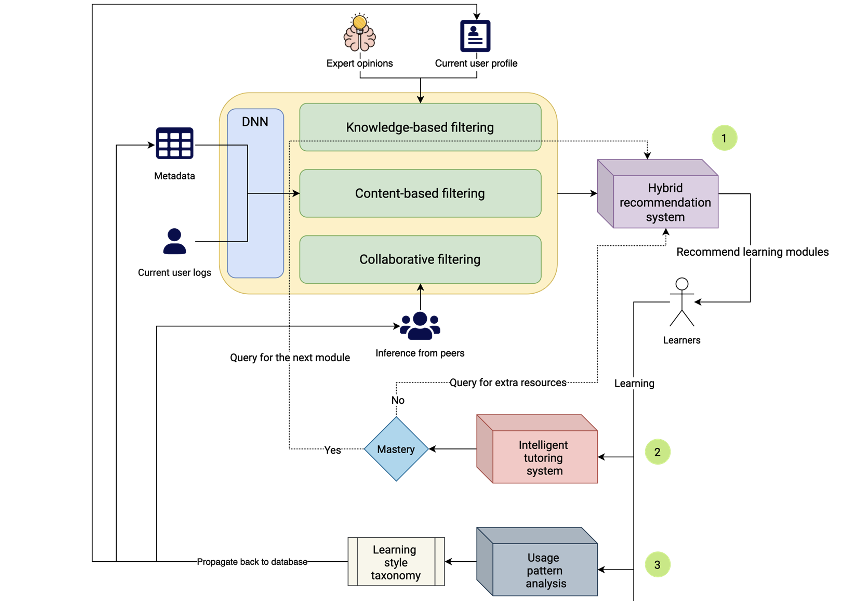 Expert opinions
Current user profile
DNN
Knowledge-based filtering
1
Metadata
Content-based filtering
Hybrid
recommendation
system
Current user logs
Collaborative filtering
Recommend learning modules
Learners
Inference from peers
Query for the next module
Query for extra resources
Learning
No
Yes
Mastery
Intelligent
tutoring
system
2
Propagate back to database
Learning
style
taxonomy
Usage
pattern
analysis
3